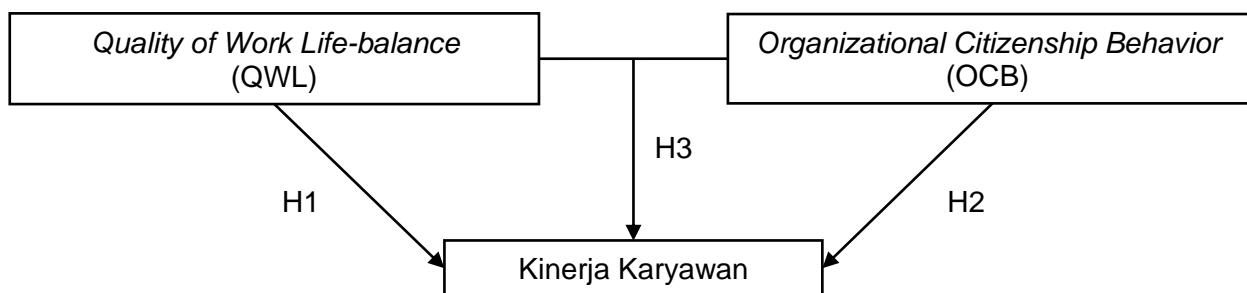 Quality of Work Life-balance
(QWL)
Organizational Citizenship Behavior
(OCB)
H3
H1
H2
Kinerja Karyawan